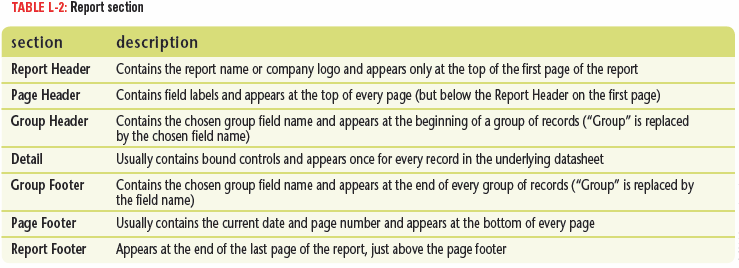 TABLE L-2: Report section
section description
Report Header Contains the report name or company logo and appears only at the top of the first page of the report
Page Header Contains field labels and appears at the top of every page (but below the Report Header on the first page)
Group Header Contains the chosen group field name and appears at the beginning of a group of records (“Group” is replaced
by the chosen field name)
Detail Usually contains bound controls and appears once for every record in the underlying datasheet
Group Footer Contains the chosen group field name and appears at the end of every group of records (“Group” is replaced by
the field name)
Page Footer Usually contains the current date and page number and appears at the bottom of every page
Report Footer Appears at the end of the last page of the report, just above the page footer